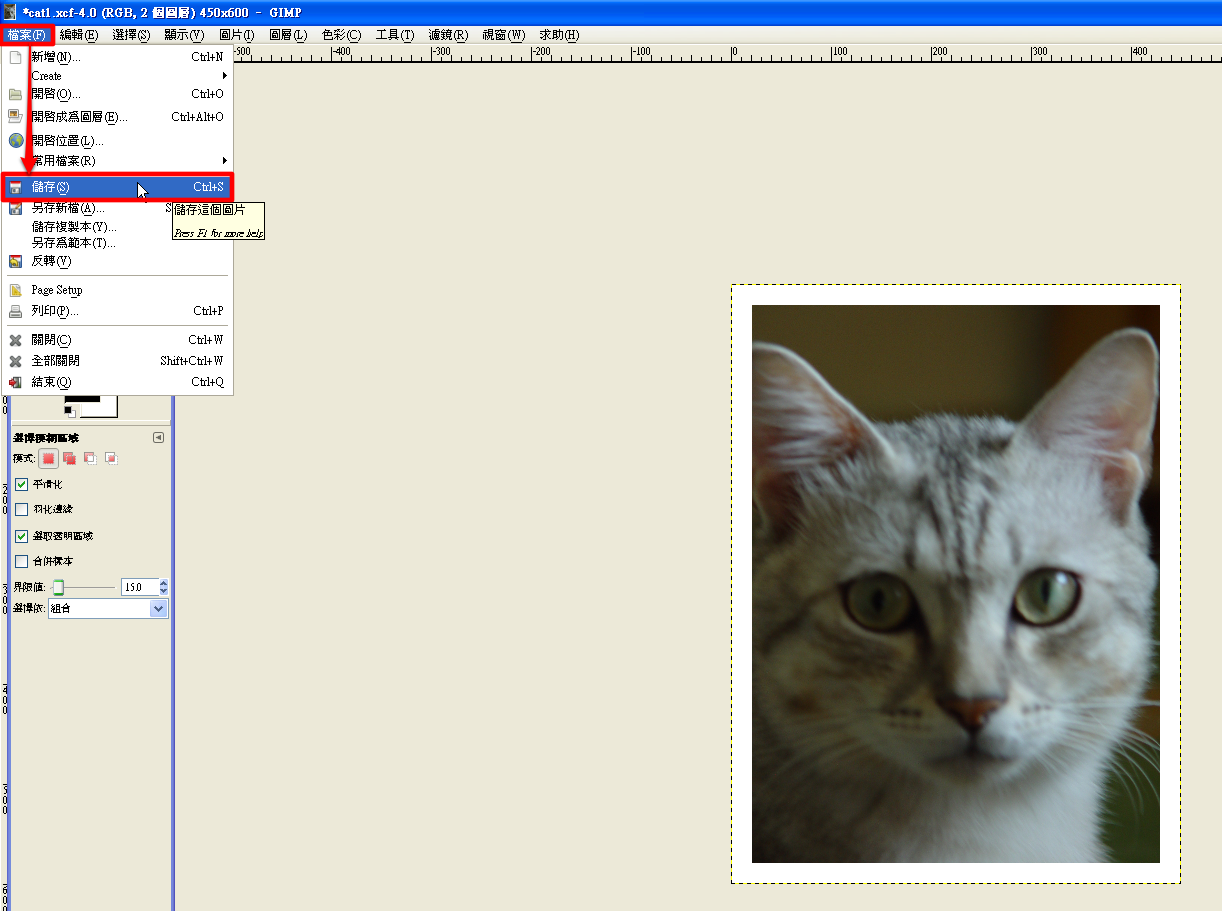 *cat1.xcf-4.0 (RGB, 2 個圖層) 450x600 – GIMP
檔案(F) 編輯(E) 選擇(S) 顯示(V) 圖片(I) 圖層(L) 色彩(C) 工具(T) 濾鏡(R) 視窗(W) 求助(H)
-500 -400 -300 -200 -100 0 100 200 300 400
新增(N)... Ctrl+N
Create
開啓(O)... Ctrl+O
開啓成爲圖層(E)... Ctrl+Alt+O
開啓位置(L)...
常用檔案(R)
儲存(S) Ctrl+S
另存新檔(A)... S
儲存這個圖片
Press F1 for more help
儲存複製本(Y)...
另存爲範本(T)...
反轉(V)
Page Setup
列印(P)... Ctrl+P
關閉(C) Ctrl+W
全部關閉 Shift+Ctrl+W
結束(Q) Ctrl+Q
選擇模糊區域
模式:
平滑化
羽化邊緣
選取透明區域
合併樣本
界限值: 15.0
選擇依: 組合